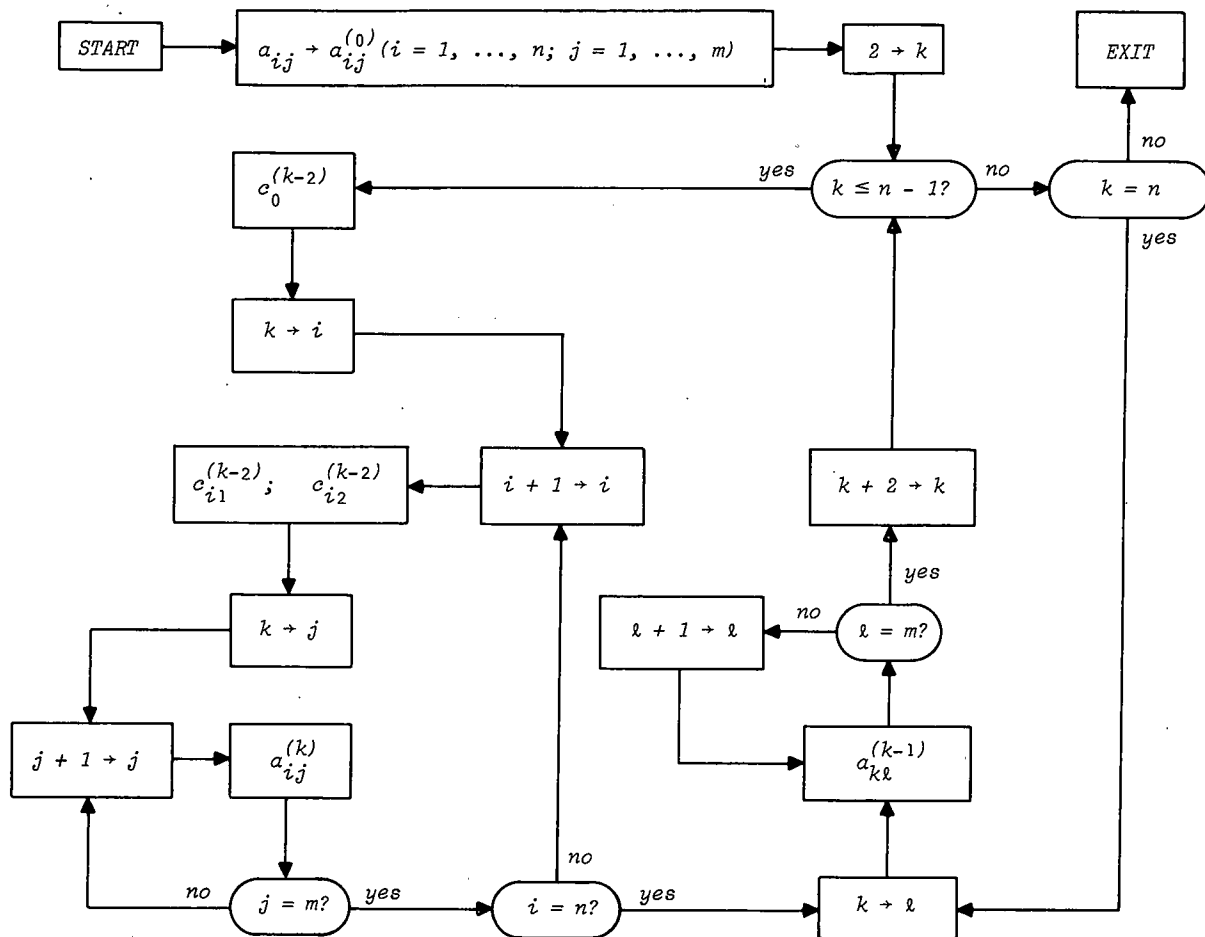 START
a_{ij} → a_{ij}^{(0)} (i = 1, ..., n; j = 1, ..., m)
2 → k
EXIT
no
c_0^{(k-2)}
yes
k ≤ n - 1?
no
k = n
yes
k → i
c_{i1}^{(k-2)}; c_{i2}^{(k-2)}
i + 1 → i
k + 2 → k
yes
k → j
ℓ + 1 → ℓ
no
ℓ = m?
j + 1 → j
a_{ij}^{(k)}
a_{kℓ}^{(k-1)}
no
no
j = m?
yes
i = n?
yes
k → ℓ